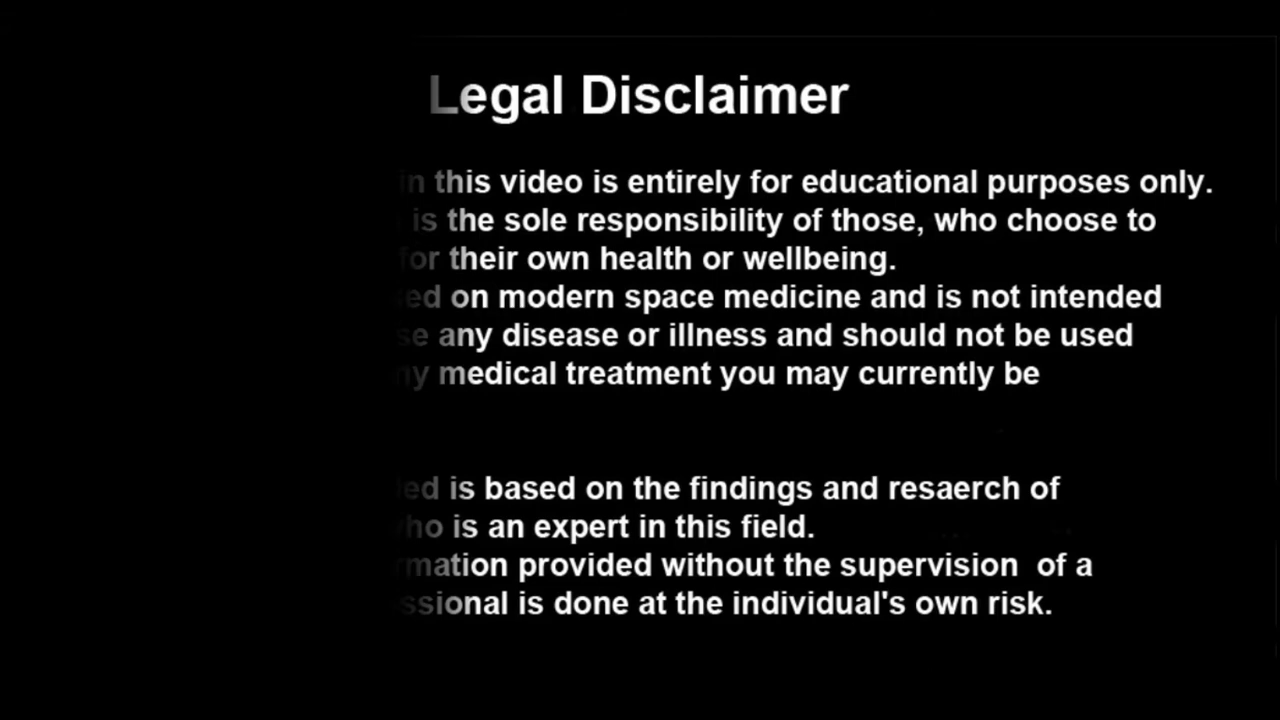 Legal Disclaimer
in this video is entirely for educational purposes only.
is the sole responsibility of those, who choose to
for their own health or wellbeing.
on modern space medicine and is not intended
any disease or illness and should not be used
medical treatment you may currently be
is based on the findings and resaerch of
who is an expert in this field.
provided without the supervision of a
is done at the individual's own risk.